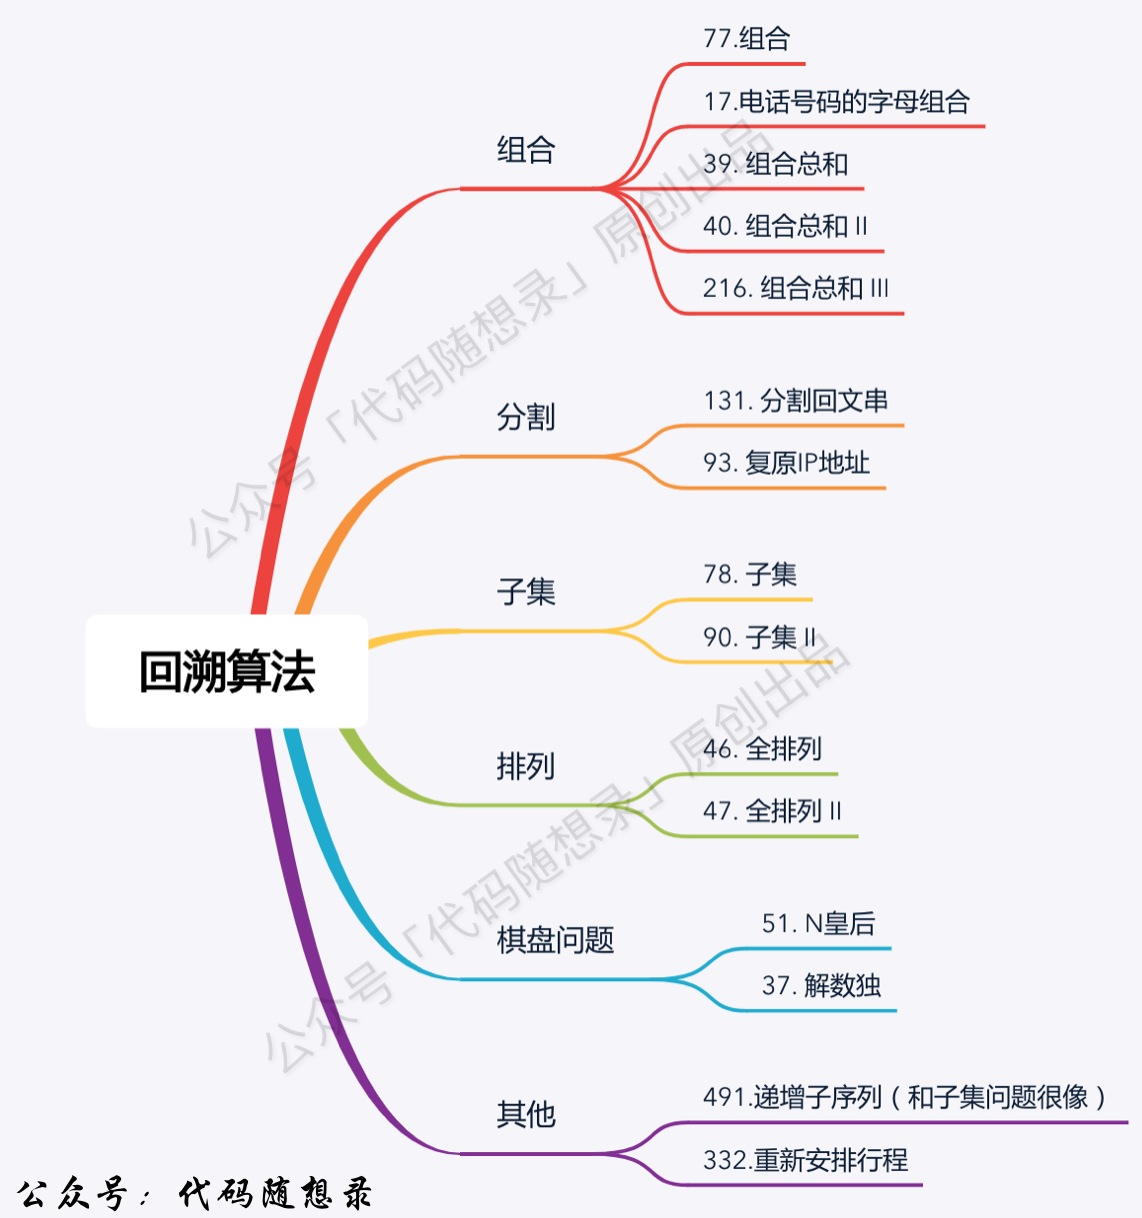 回溯算法
组合
77.组合
17.电话号码的字母组合
39. 组合总和
40. 组合总和 II
216. 组合总和 III
分割
131. 分割回文串
93. 复原IP地址
子集
78. 子集
90. 子集 II
排列
46. 全排列
47. 全排列 II
棋盘问题
51. N皇后
37. 解数独
其他
491.递增子序列（和子集问题很像）
332.重新安排行程
公众号「代码随想录」原创出品
公众号「代码随想录」原创出品
公众号：代码随想录